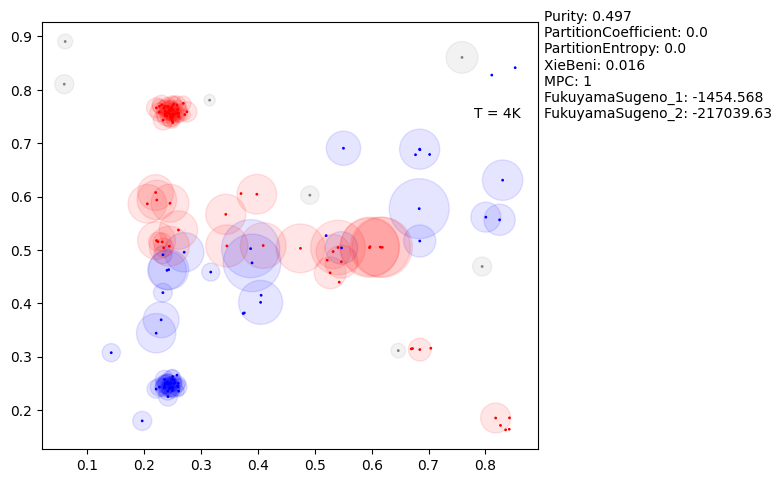 Purity: 0.497
PartitionCoefficient: 0.0
PartitionEntropy: 0.0
XieBeni: 0.016
MPC: 1
FukuyamaSugeno_1: -1454.568
FukuyamaSugeno_2: -217039.63
T = 4K
0.9
0.8
0.7
0.6
0.5
0.4
0.3
0.2
0.1 0.2 0.3 0.4 0.5 0.6 0.7 0.8